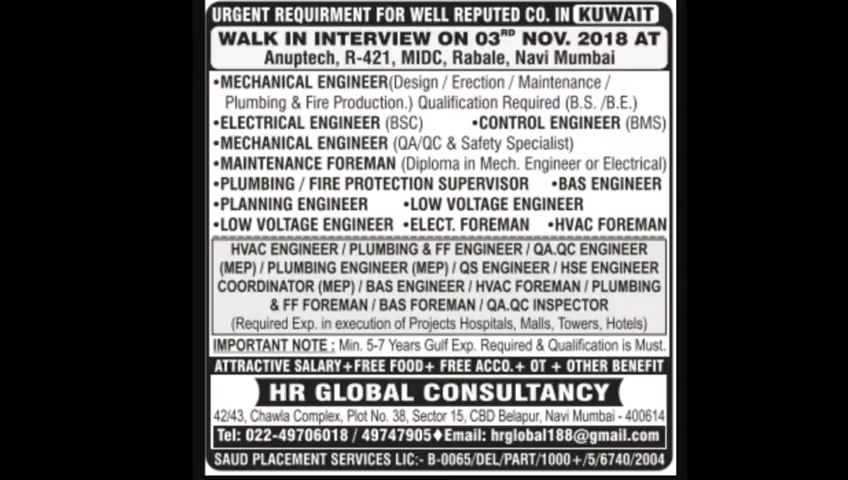 URGENT REQUIRMENT FOR WELL REPUTED CO. IN KUWAIT
WALK IN INTERVIEW ON 03RD NOV. 2018 AT
Anuptech, R-421, MIDC, Rabale, Navi Mumbai
•MECHANICAL ENGINEER(Design / Erection / Maintenance /
Plumbing & Fire Production.) Qualification Required (B.S. /B.E.)
•ELECTRICAL ENGINEER (BSC) •CONTROL ENGINEER (BMS)
•MECHANICAL ENGINEER (QA/QC & Safety Specialist)
•MAINTENANCE FOREMAN (Diploma in Mech. Engineer or Electrical)
•PLUMBING / FIRE PROTECTION SUPERVISOR •BAS ENGINEER
•PLANNING ENGINEER •LOW VOLTAGE ENGINEER
•LOW VOLTAGE ENGINEER •ELECT. FOREMAN •HVAC FOREMAN
HVAC ENGINEER / PLUMBING & FF ENGINEER / QA.QC ENGINEER
(MEP) / PLUMBING ENGINEER (MEP) / QS ENGINEER / HSE ENGINEER
COORDINATOR (MEP) / BAS ENGINEER / HVAC FOREMAN / PLUMBING
& FF FOREMAN / BAS FOREMAN / QA.QC INSPECTOR
(Required Exp. in execution of Projects Hospitals, Malls, Towers, Hotels)
IMPORTANT NOTE : Min. 5-7 Years Gulf Exp. Required & Qualification is Must.
ATTRACTIVE SALARY+FREE FOOD+ FREE ACCO.+ OT + OTHER BENEFIT
HR GLOBAL CONSULTANCY
42/43, Chawla Complex, Plot No. 38, Sector 15, CBD Belapur, Navi Mumbai - 400614
Tel: 022-49706018 / 49747905♦Email: hrglobal188@gmail.com
SAUD PLACEMENT SERVICES LIC:- B-0065/DEL/PART/1000+/5/6740/2004